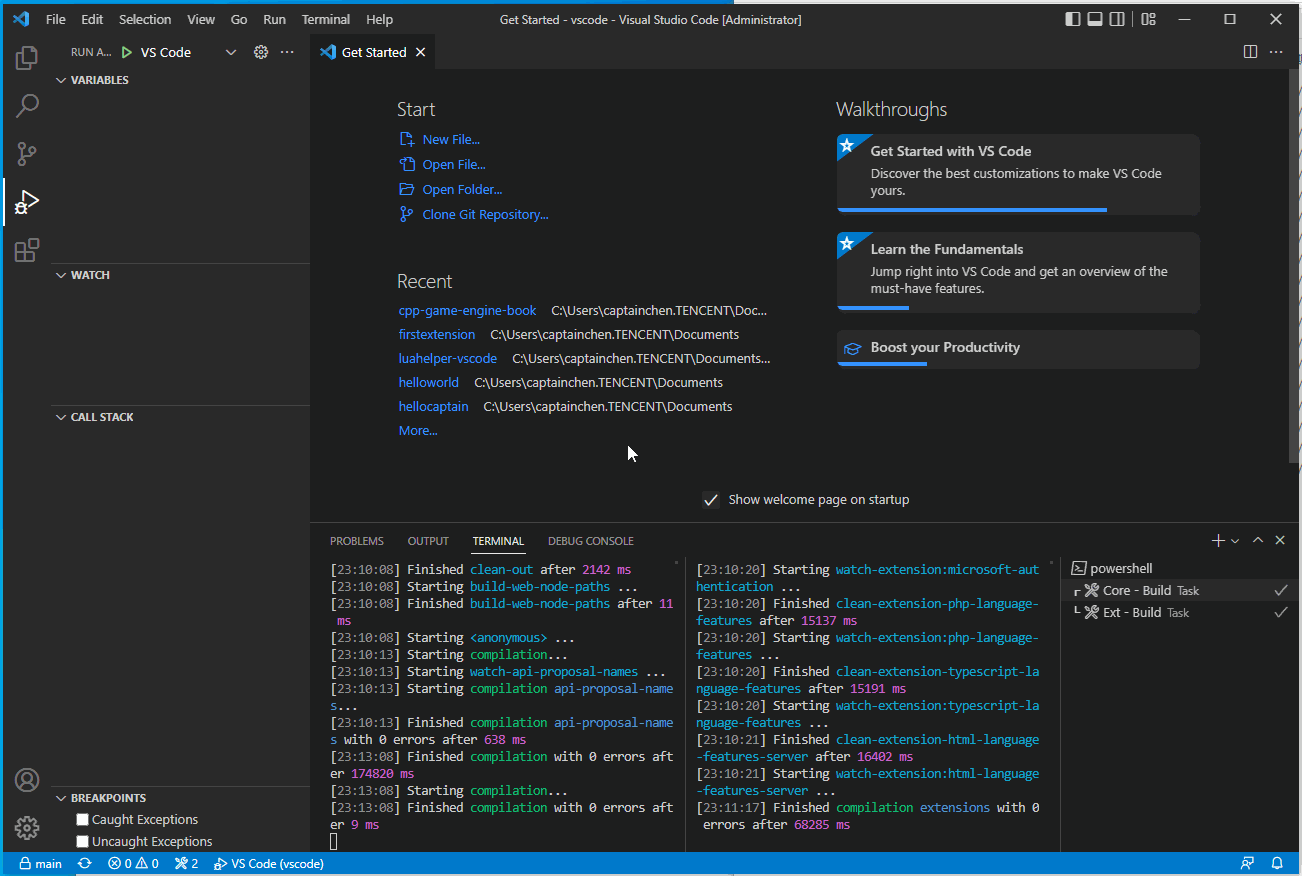 File Edit Selection View Go Run Terminal Help
Get Started - vscode - Visual Studio Code [Administrator]
RUN A... VS Code
Get Started
VARIABLES
WATCH
CALL STACK
BREAKPOINTS
Caught Exceptions
Uncaught Exceptions
Start
New File...
Open File...
Open Folder...
Clone Git Repository...
Recent
cpp-game-engine-book C:\Users\captainchen.TENCENT\Doc...
firstextension C:\Users\captainchen.TENCENT\Documents
luahelper-vscode C:\Users\captainchen.TENCENT\Documents...
helloworld C:\Users\captainchen.TENCENT\Documents
hellocaptain C:\Users\captainchen.TENCENT\Documents
More...
Walkthroughs
Get Started with VS Code
Discover the best customizations to make VS Code
yours.
Learn the Fundamentals
Jump right into VS Code and get an overview of the
must-have features.
Boost your Productivity
Show welcome page on startup
PROBLEMS OUTPUT TERMINAL DEBUG CONSOLE
[23:10:08] Finished clean-out after 2142 ms
[23:10:08] Starting build-web-node-paths ...
[23:10:08] Finished build-web-node-paths after 11
ms
[23:10:08] Starting <anonymous> ...
[23:10:13] Starting compilation...
[23:10:13] Starting watch-api-proposal-names ...
[23:10:13] Starting compilation api-proposal-name
s...
[23:10:13] Finished compilation api-proposal-name
s with 0 errors after 638 ms
[23:13:08] Finished compilation with 0 errors aft
er 174820 ms
[23:13:08] Starting compilation...
[23:13:08] Finished compilation with 0 errors aft
er 9 ms
[23:10:20] Starting watch-extension:microsoft-aut
hentication ...
[23:10:20] Finished clean-extension-php-language-
features after 15137 ms
[23:10:20] Starting watch-extension:php-language-
features ...
[23:10:20] Finished clean-extension-typescript-la
nguage-features after 15191 ms
[23:10:20] Starting watch-extension:typescript-la
nguage-features ...
[23:10:21] Finished clean-extension-html-language
-features-server after 16402 ms
[23:10:21] Starting watch-extension:html-language
-features-server ...
[23:11:17] Finished compilation extensions with 0
errors after 68285 ms
powershell
Core - Build Task
Ext - Build Task
main 0 0 2 VS Code (vscode)